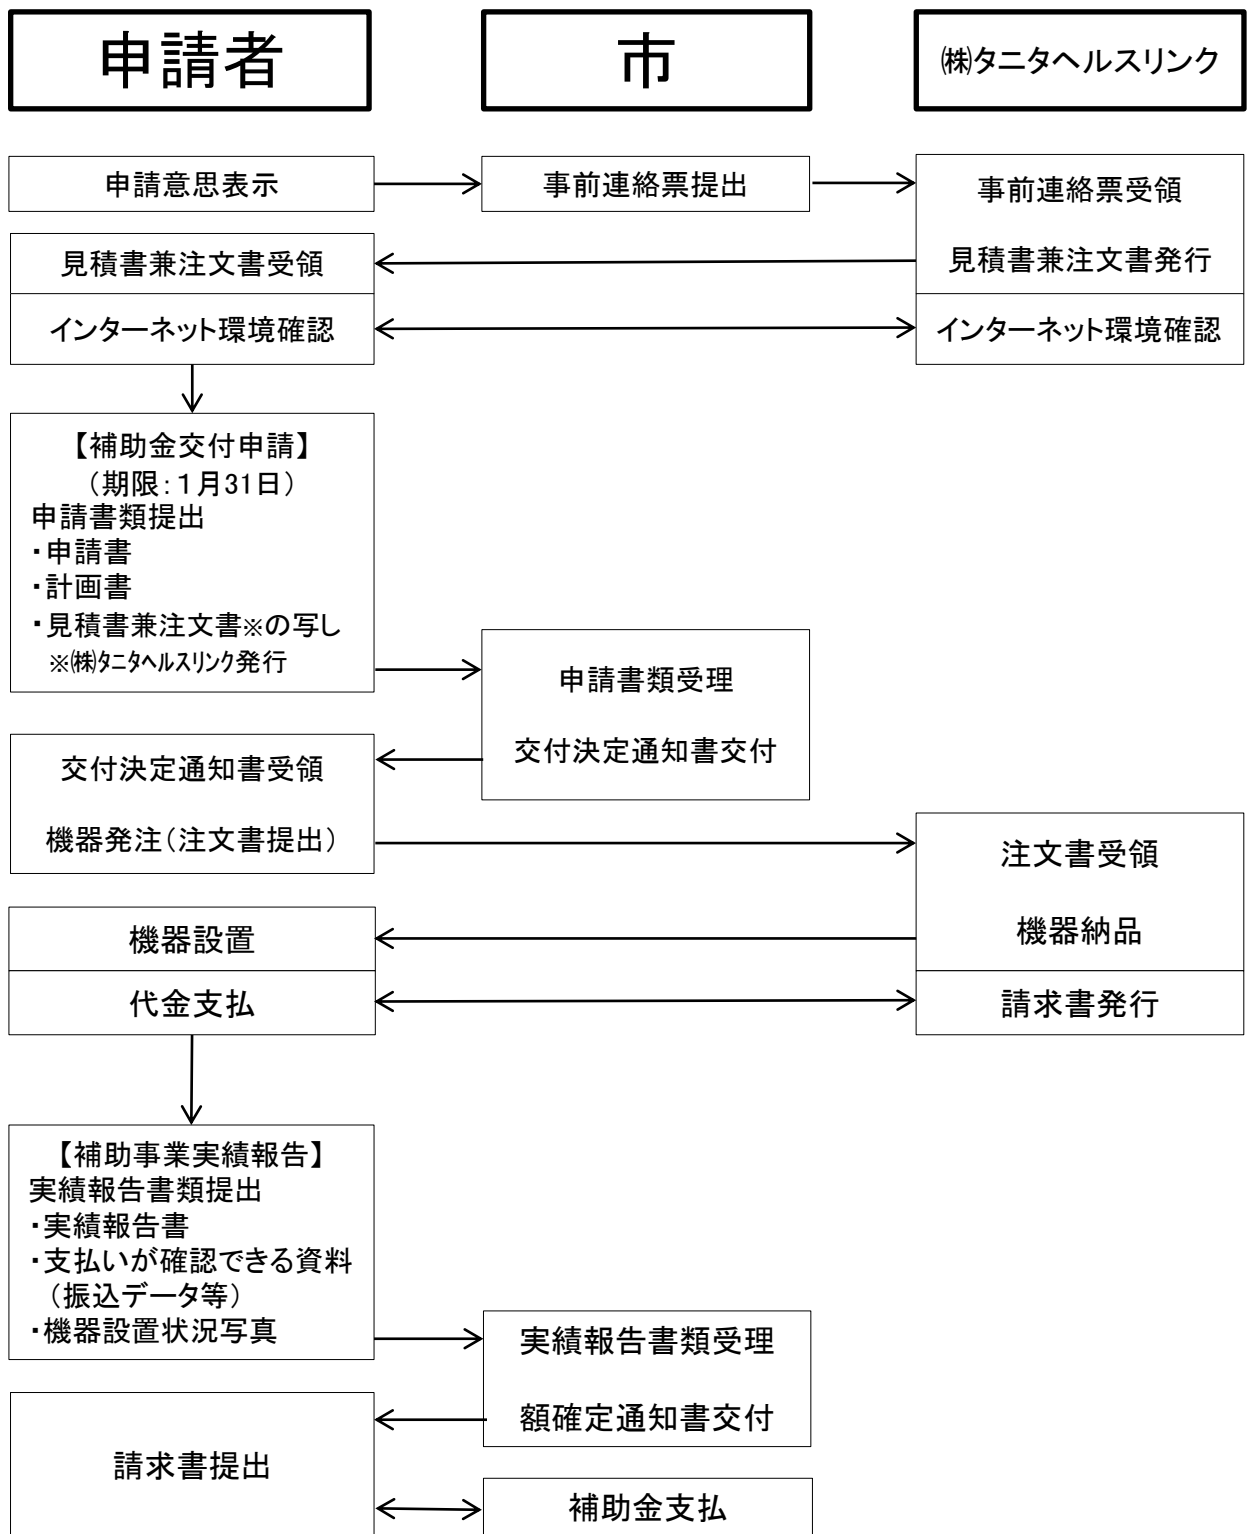 申請者
市
㈱タニタヘルスリンク
申請意思表示
事前連絡票提出
事前連絡票受領
見積書兼注文書受領
見積書兼注文書発行
インターネット環境確認
インターネット環境確認
【補助金交付申請】
（期限：１月31日）
申請書類提出
・申請書
・計画書
・見積書兼注文書※の写し
※㈱タニタヘルスリンク発行
申請書類受理
交付決定通知書交付
交付決定通知書受領
機器発注（注文書提出）
注文書受領
機器納品
機器設置
代金支払
請求書発行
【補助事業実績報告】
実績報告書類提出
・実績報告書
・支払いが確認できる資料
（振込データ等）
・機器設置状況写真
実績報告書類受理
額確定通知書交付
請求書提出
補助金支払